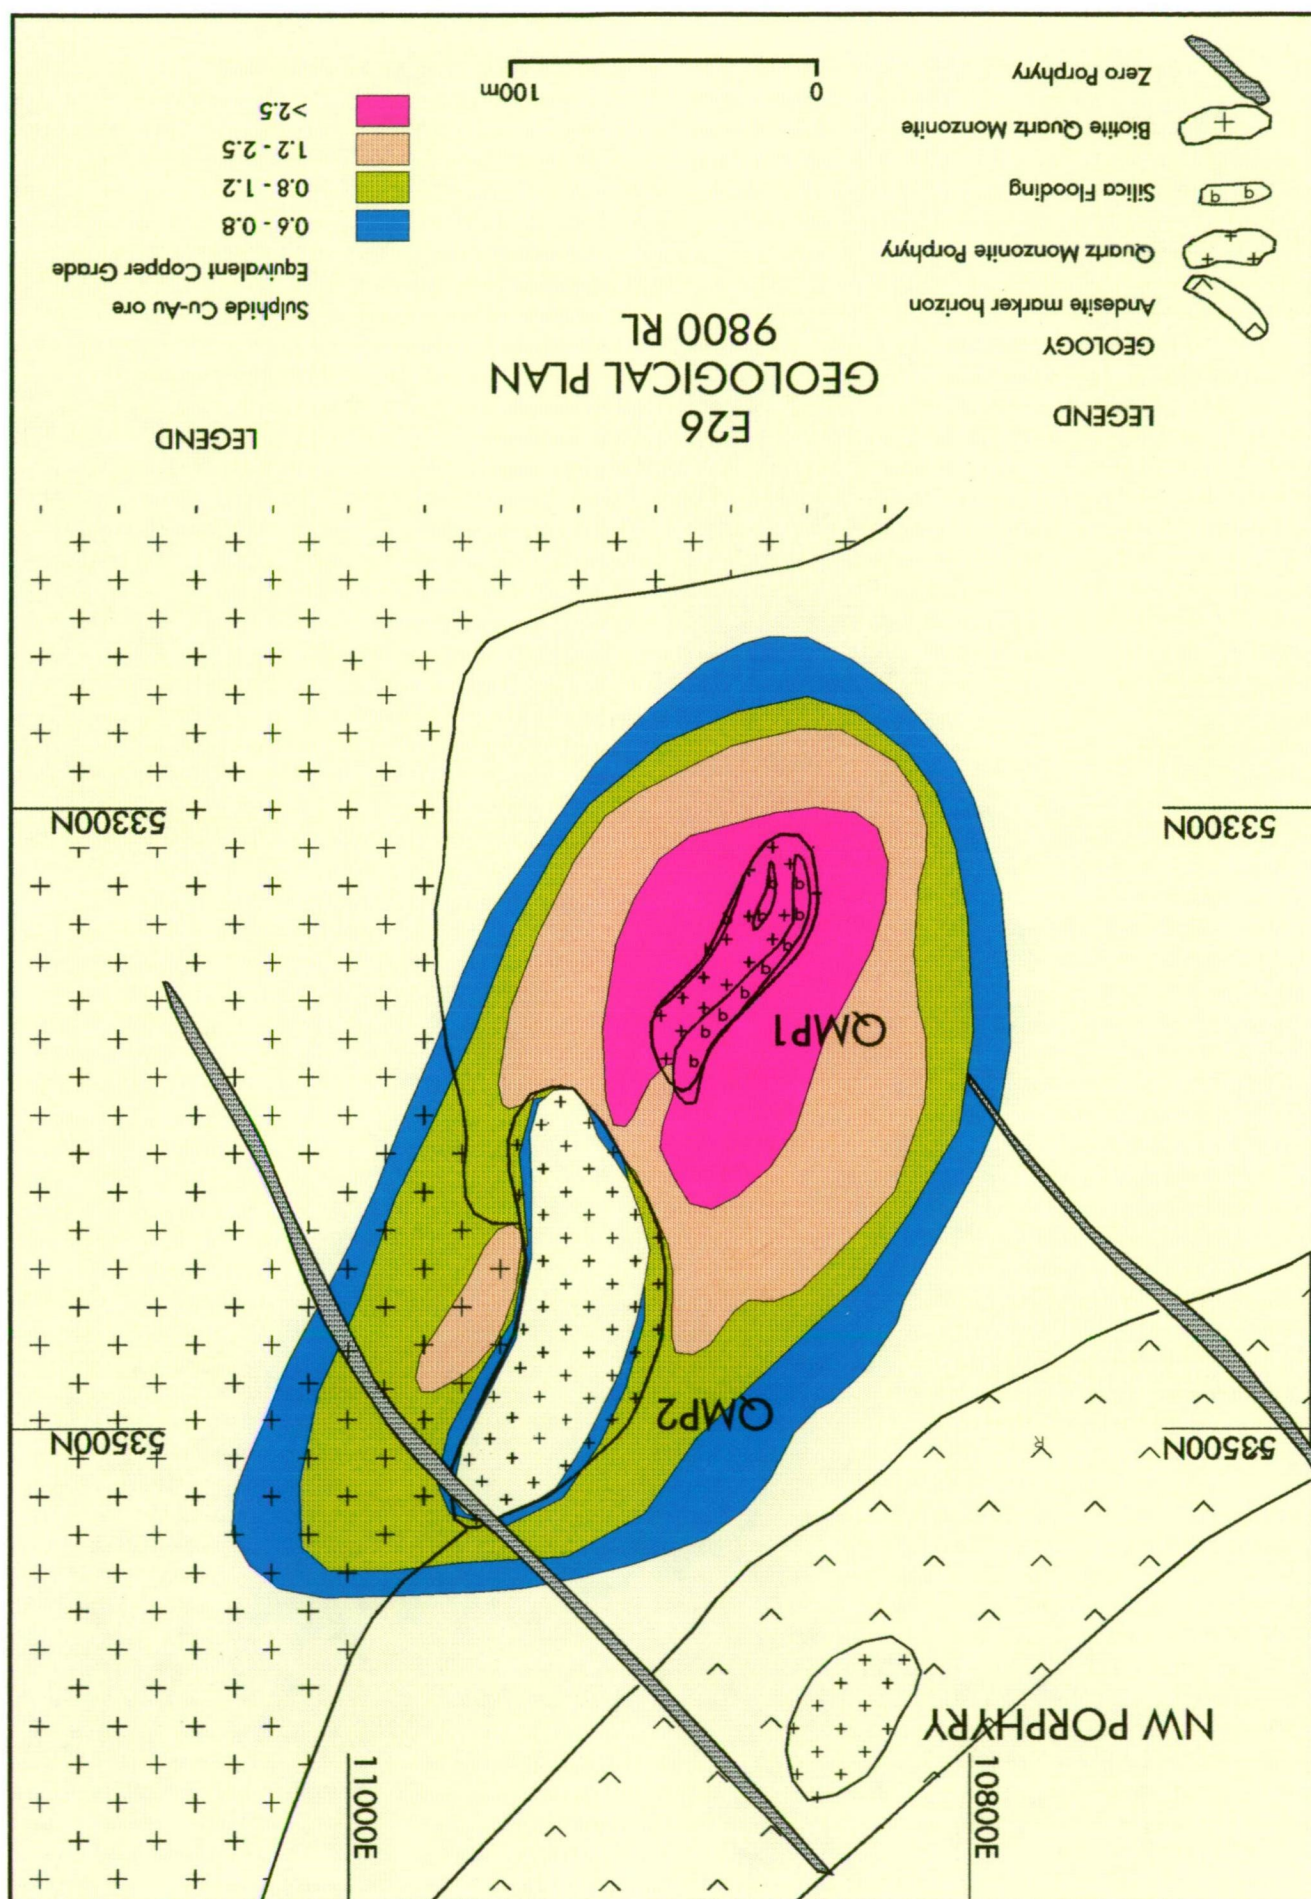 10800E
11000E
NW PORPHYRY
53500N
53500N
QMP2
QMP1
53300N
53300N
LEGEND
GEOLOGY
Andesite marker horizon
Quartz Monzonite Porphyry
Silica Flooding
Biotite Quartz Monzonite
Zero Porphyry
E26
GEOLOGICAL PLAN
9800 RL
0
100m
LEGEND
Sulphide Cu-Au ore
Equivalent Copper Grade
0.6 - 0.8
0.8 - 1.2
1.2 - 2.5
>2.5